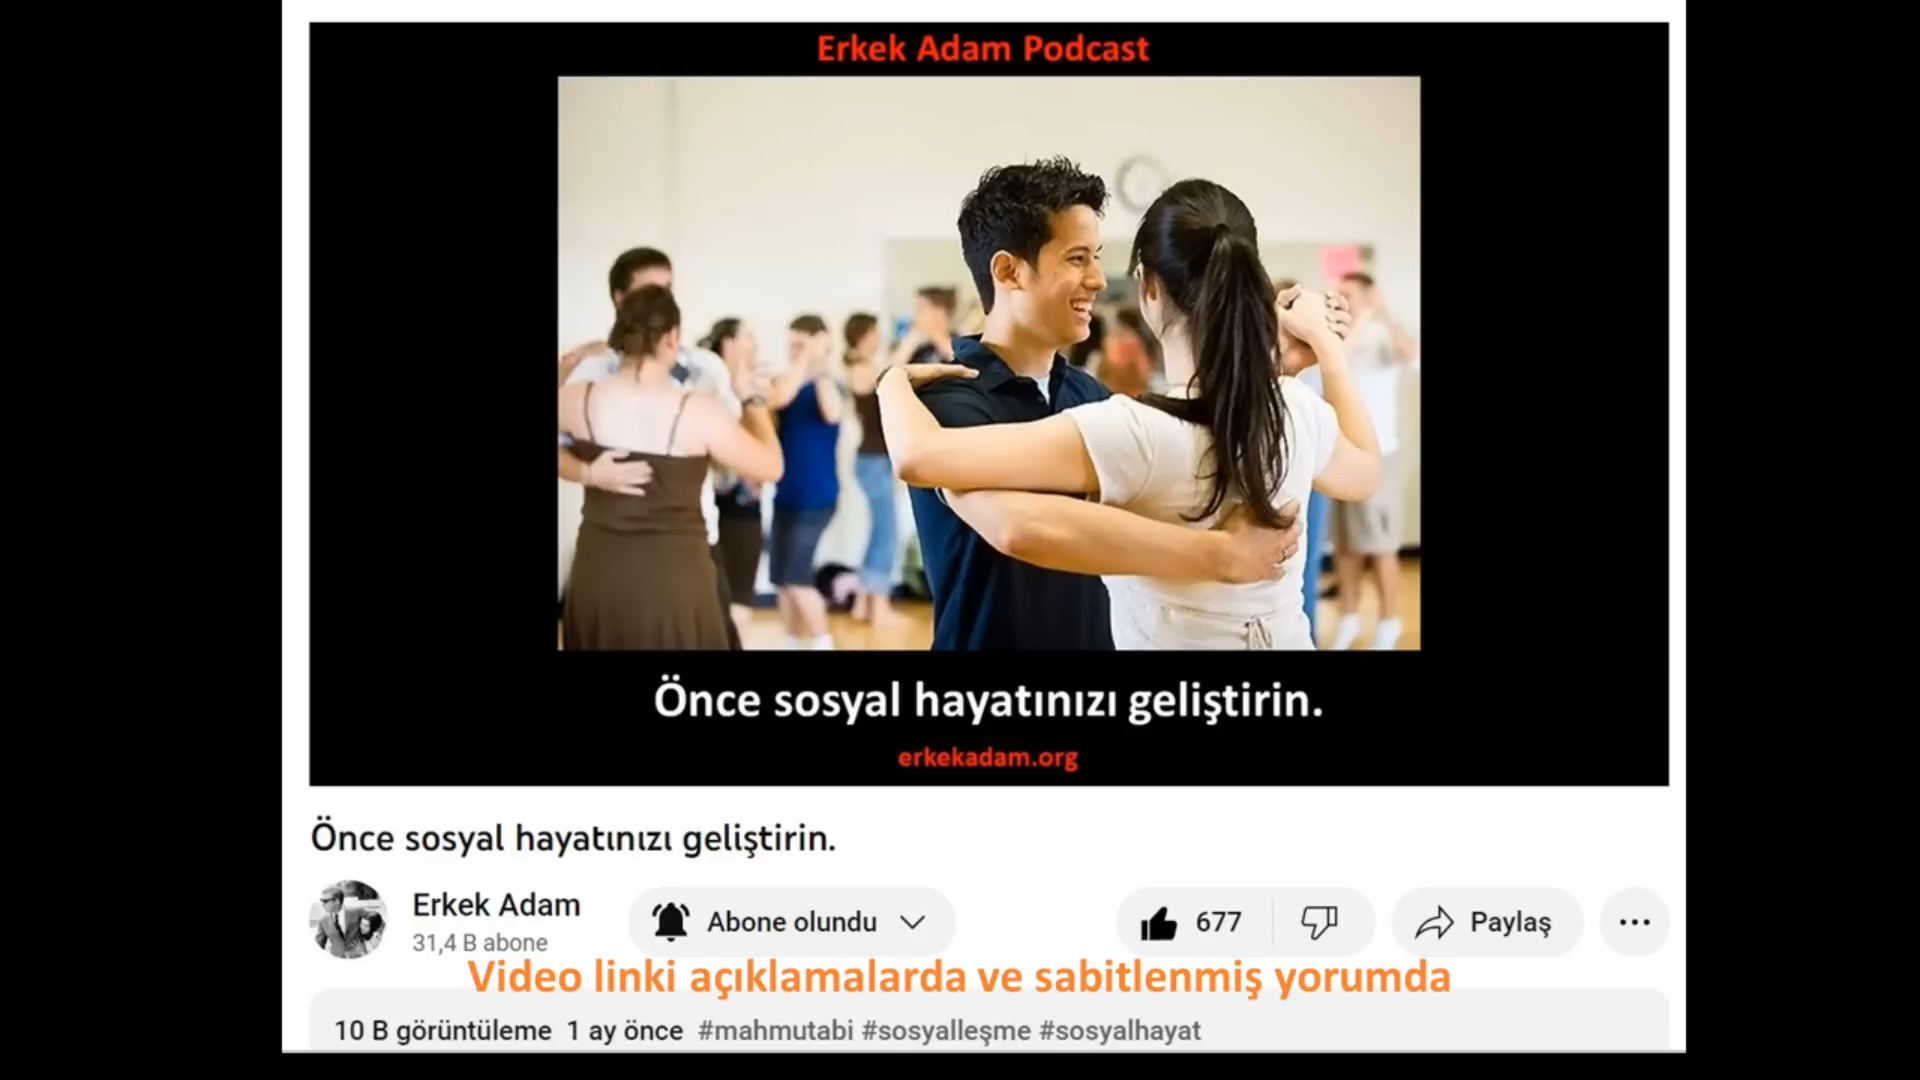 Erkek Adam Podcast
Önce sosyal hayatınızı geliştirin.
erkekadam.org
Önce sosyal hayatınızı geliştirin.
Erkek Adam
31,4 B abone
Abone olundu
677
Paylaş
Video linki açıklamalarda ve sabitlenmiş yorumda
10 B görüntüleme 1 ay önce #mahmutabi #sosyalleşme #sosyalhayat